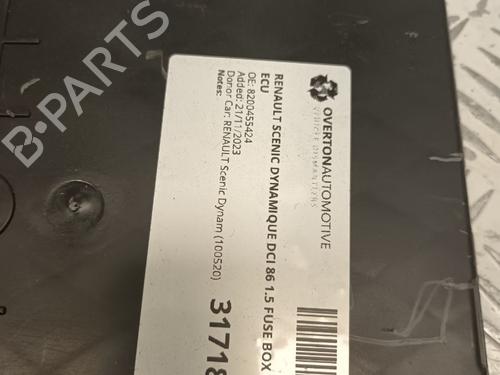 OVERTONAUTOMOTIVE
VEHICLE DISMANTLERS
RENAULT SCENIC DYNAMIQUE DCI 86 1.5 FUSE BOX
ECU
OE: 8200455424
Added: 21/11/2023
Donor Car: RENAULT Scenic Dynam (100520)
Notes:
3171
B-PARTS